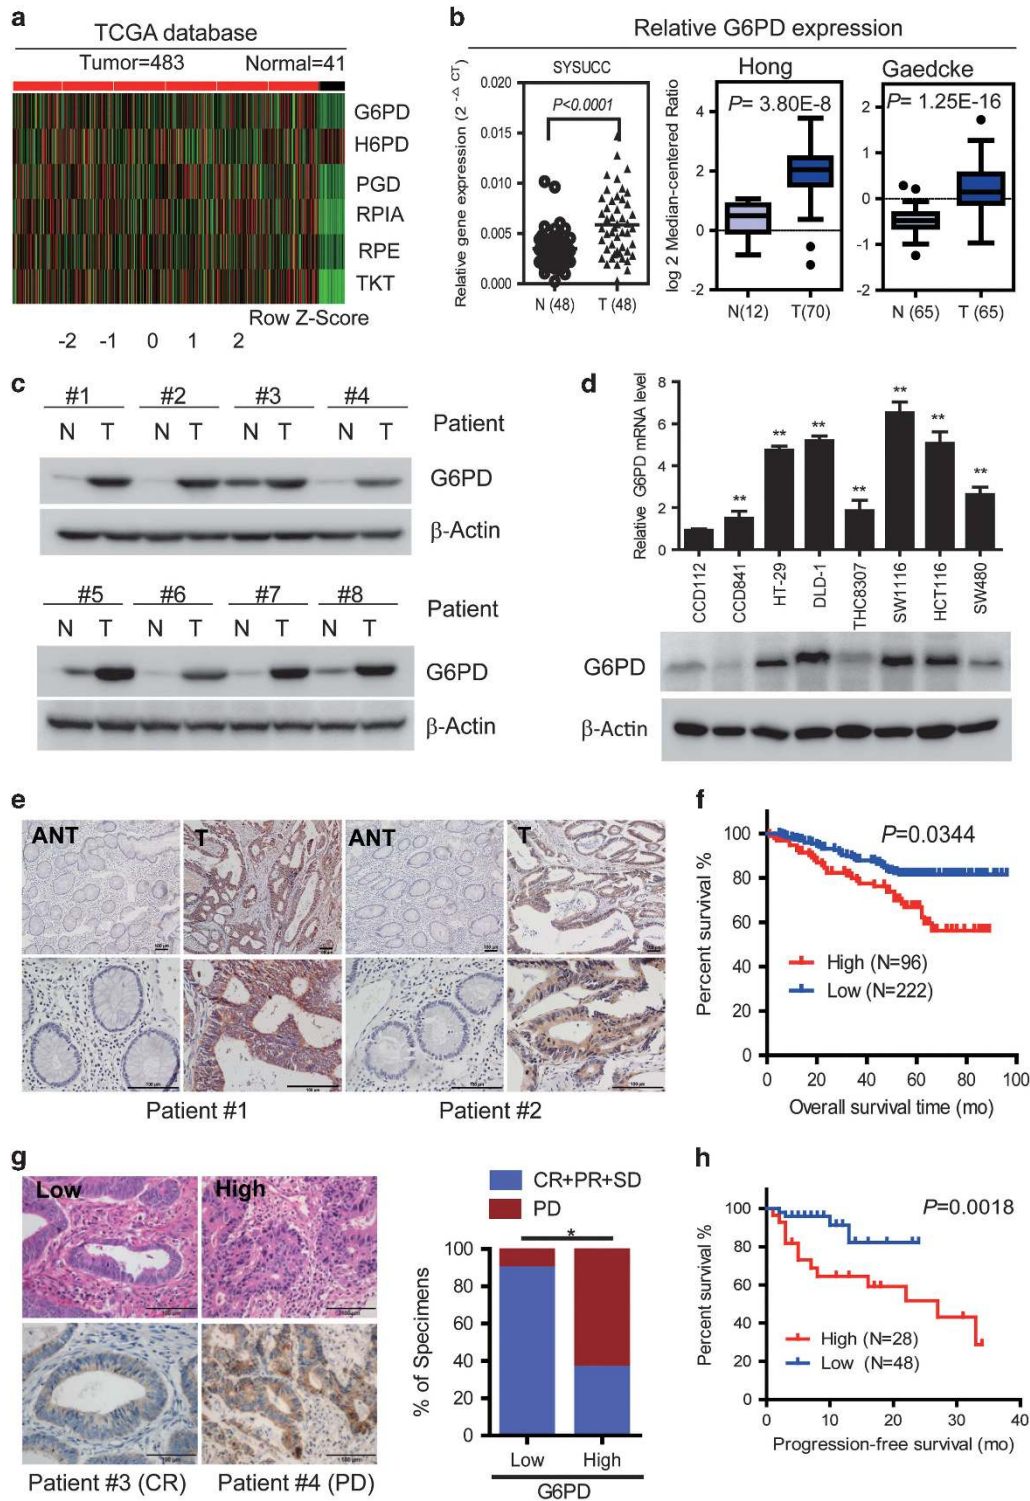 a
TCGA database
Tumor=483 Normal=41
G6PD
H6PD
PGD
RPIA
RPE
TKT
Row Z-Score
-2 -1 0 1 2
b
Relative G6PD expression
SYSUCC
Relative gene expression (2^-Δ CT)
P<0.0001
0.020
0.015
0.010
0.005
0.000
N (48) T (48)
Hong
log 2 Median-centered Ratio
P= 3.80E-8
4
2
0
-2
N(12) T(70)
Gaedcke
P= 1.25E-16
2
1
0
-1
-2
N (65) T (65)
c
#1 #2 #3 #4
Patient
N T N T N T N T
G6PD
β-Actin
#5 #6 #7 #8
Patient
N T N T N T N T
G6PD
β-Actin
d
Relative G6PD mRNA level
8
6
4
2
0
** ** ** ** ** ** **
CCD112
CCD841
HT-29
DLD-1
THC8307
SW1116
HCT116
SW480
G6PD
β-Actin
e
ANT T ANT T
Patient #1 Patient #2
f
P=0.0344
Percent survival %
100
80
60
40
20
0
High (N=96)
Low (N=222)
0 20 40 60 80 100
Overall survival time (mo)
g
Low High
Patient #3 (CR) Patient #4 (PD)
CR+PR+SD
PD
*
% of Specimens
100
80
60
40
20
0
Low High
G6PD
h
P=0.0018
Percent survival %
100
80
60
40
20
0
High (N=28)
Low (N=48)
0 10 20 30 40
Progression-free survival (mo)